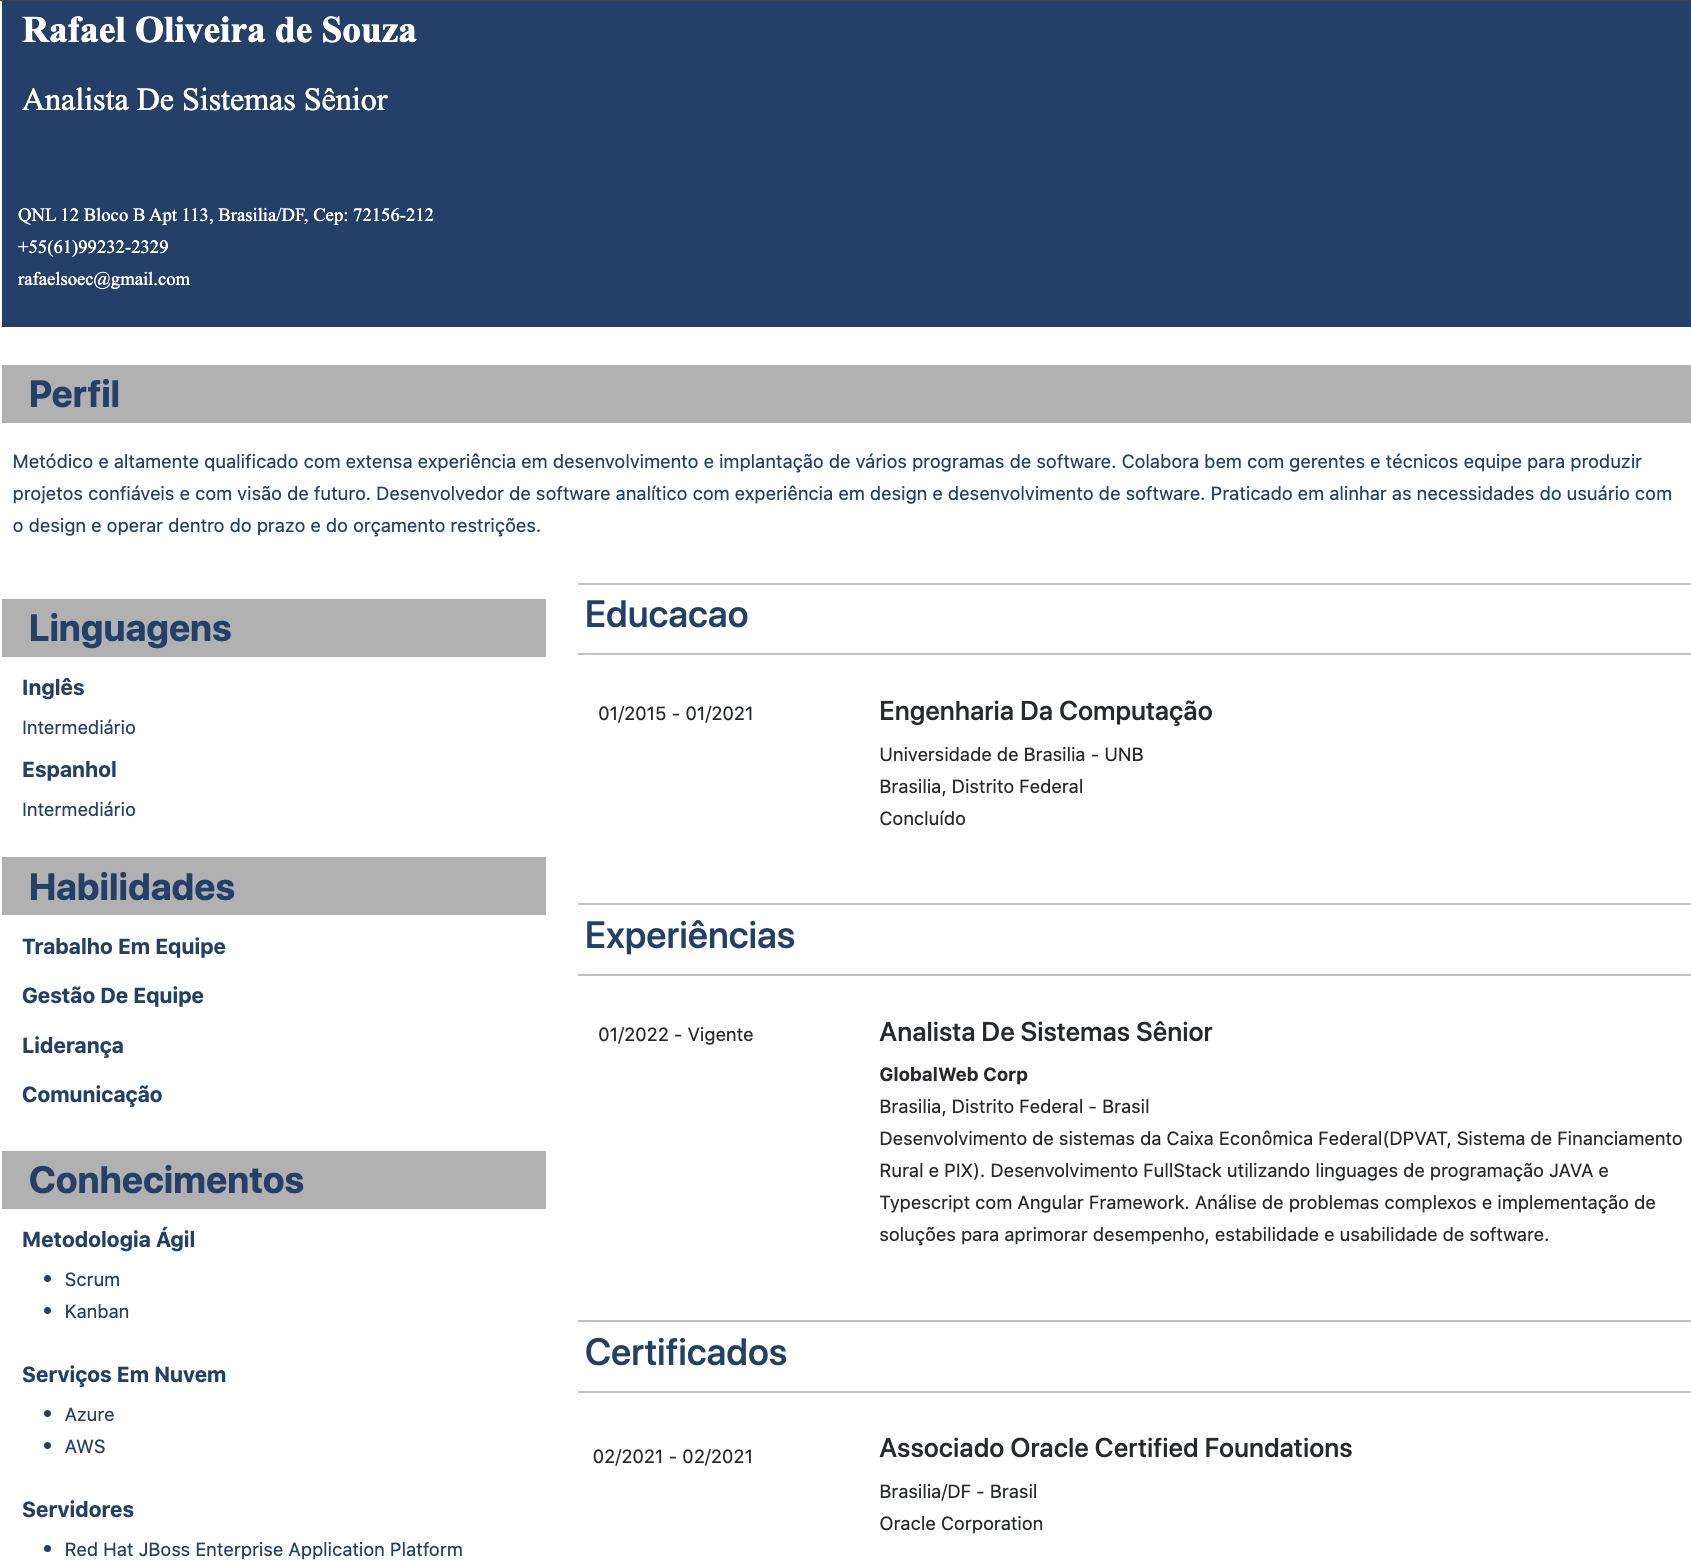 Rafael Oliveira de Souza
Analista De Sistemas Sênior
QNL 12 Bloco B Apt 113, Brasilia/DF, Cep: 72156-212
+55(61)99232-2329
rafaelsoec@gmail.com
Perfil
Metódico e altamente qualificado com extensa experiência em desenvolvimento e implantação de vários programas de software. Colabora bem com gerentes e técnicos equipe para produzir
projetos confiáveis e com visão de futuro. Desenvolvedor de software analítico com experiência em design e desenvolvimento de software. Praticado em alinhar as necessidades do usuário com
o design e operar dentro do prazo e do orçamento restrições.
Linguagens
Inglês
Intermediário
Espanhol
Intermediário
Habilidades
Trabalho Em Equipe
Gestão De Equipe
Liderança
Comunicação
Conhecimentos
Metodologia Ágil
• Scrum
• Kanban
Serviços Em Nuvem
• Azure
• AWS
Servidores
• Red Hat JBoss Enterprise Application Platform
Educacao
01/2015 - 01/2021
Engenharia Da Computação
Universidade de Brasilia - UNB
Brasilia, Distrito Federal
Concluído
Experiências
01/2022 - Vigente
Analista De Sistemas Sênior
GlobalWeb Corp
Brasilia, Distrito Federal - Brasil
Desenvolvimento de sistemas da Caixa Econômica Federal(DPVAT, Sistema de Financiamento
Rural e PIX). Desenvolvimento FullStack utilizando linguages de programação JAVA e
Typescript com Angular Framework. Análise de problemas complexos e implementação de
soluções para aprimorar desempenho, estabilidade e usabilidade de software.
Certificados
02/2021 - 02/2021
Associado Oracle Certified Foundations
Brasilia/DF - Brasil
Oracle Corporation